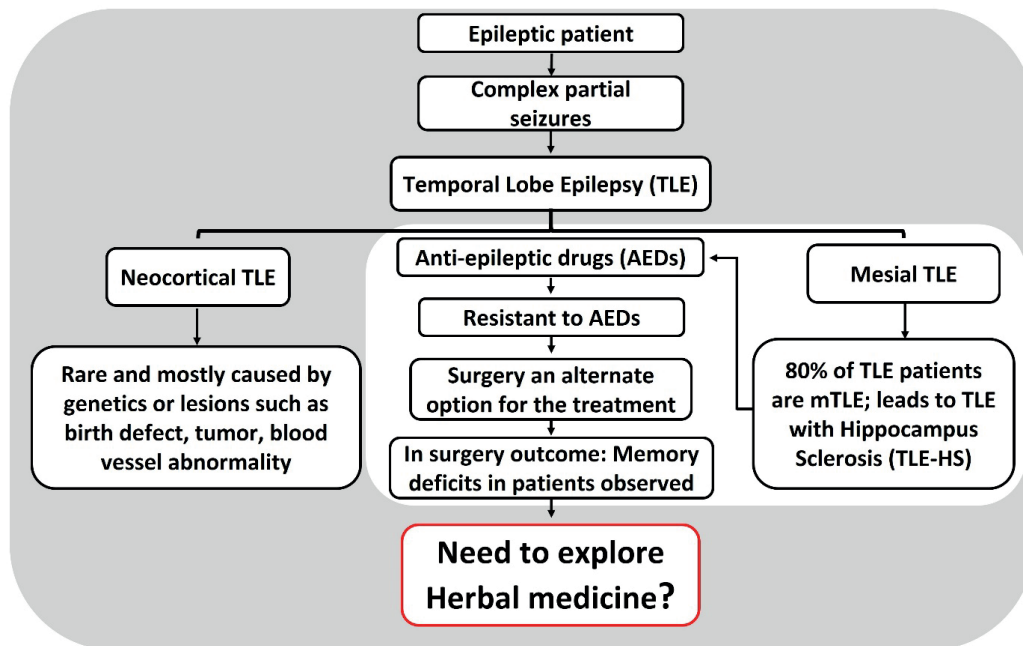 Epileptic patient
Complex partial
seizures
Temporal Lobe Epilepsy (TLE)
Neocortical TLE
Rare and mostly caused by
genetics or lesions such as
birth defect, tumor, blood
vessel abnormality
Anti-epileptic drugs (AEDs)
Resistant to AEDs
Surgery an alternate
option for the treatment
In surgery outcome: Memory
deficits in patients observed
Mesial TLE
80% of TLE patients
are mTLE; leads to TLE
with Hippocampus
Sclerosis (TLE-HS)
Need to explore
Herbal medicine?